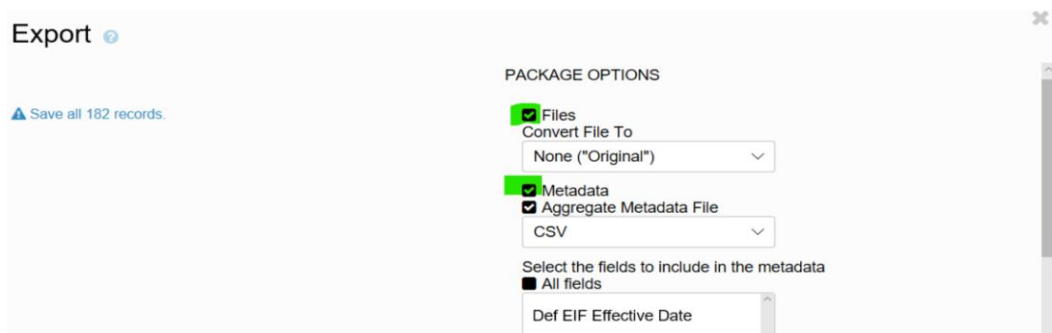 Export
PACKAGE OPTIONS
Save all 182 records.
Files
Convert File To
None ("Original")
Metadata
Aggregate Metadata File
CSV
Select the fields to include in the metadata
All fields
Def EIF Effective Date